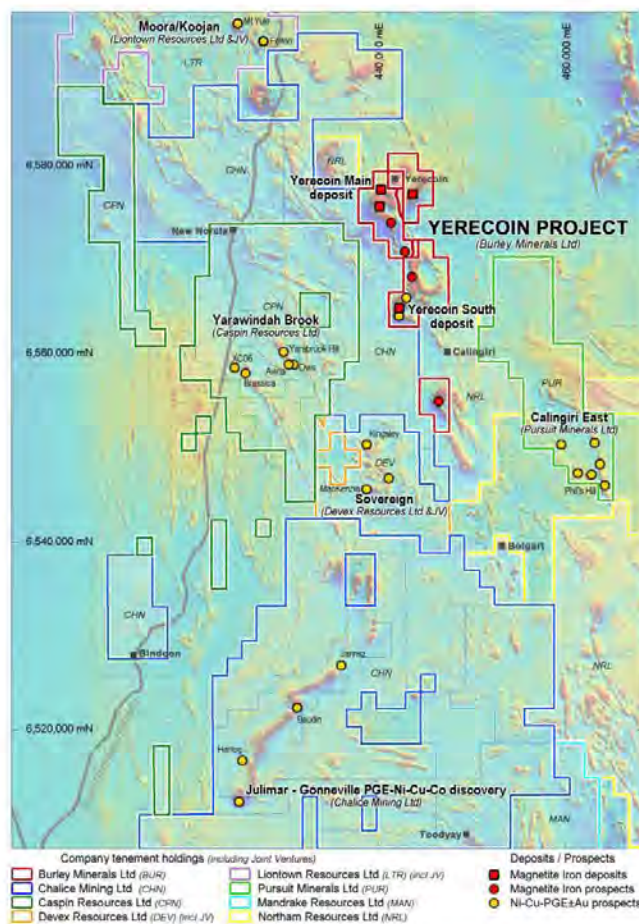 Mt Yule
Moora/Koojan
(Liontown Resources Ltd &JV)
LTR
440,000 mE
460,000 mE
6,580,000 mN
CHN
NRL
Yerecoin
Yerecoin Main
deposit
CPN
New Norcia
YERECOIN PROJECT
(Burley Minerals Ltd)
CPN
Yarawindah Brook
(Caspin Resources Ltd)
Yerecoin South
deposit
6,560,000 mN
Yarabrook Hill
XC06
Brassica
Ovis
CHN
Calingiri
PUR
NRL
Calingiri East
(Pursuit Minerals Ltd)
Kingsley
DEV
Mackenzie
Phil's Hill
Sovereign
(Devex Resources Ltd &JV)
6,540,000 mN
Bolgart
CHN
Bindoon
CHN
NRL
Baudin
6,520,000 mN
Hartog
Julimar - Gonneville PGE-Ni-Cu-Co discovery
(Chalice Mining Ltd)
Toodyay
MAN
Company tenement holdings (including Joint Ventures)
Deposits / Prospects
Burley Minerals Ltd (BUR)
Liontown Resources Ltd (LTR) (incl JV)
Magnetite Iron deposits
Chalice Mining Ltd (CHN)
Pursuit Minerals Ltd (PUR)
Magnetite Iron prospects
Caspin Resources Ltd (CPN)
Mandrake Resources (MAN)
Ni-Cu-PGE±Au prospects
Devex Resources Ltd (DEV) (incl JV)
Northam Resources (NRL)